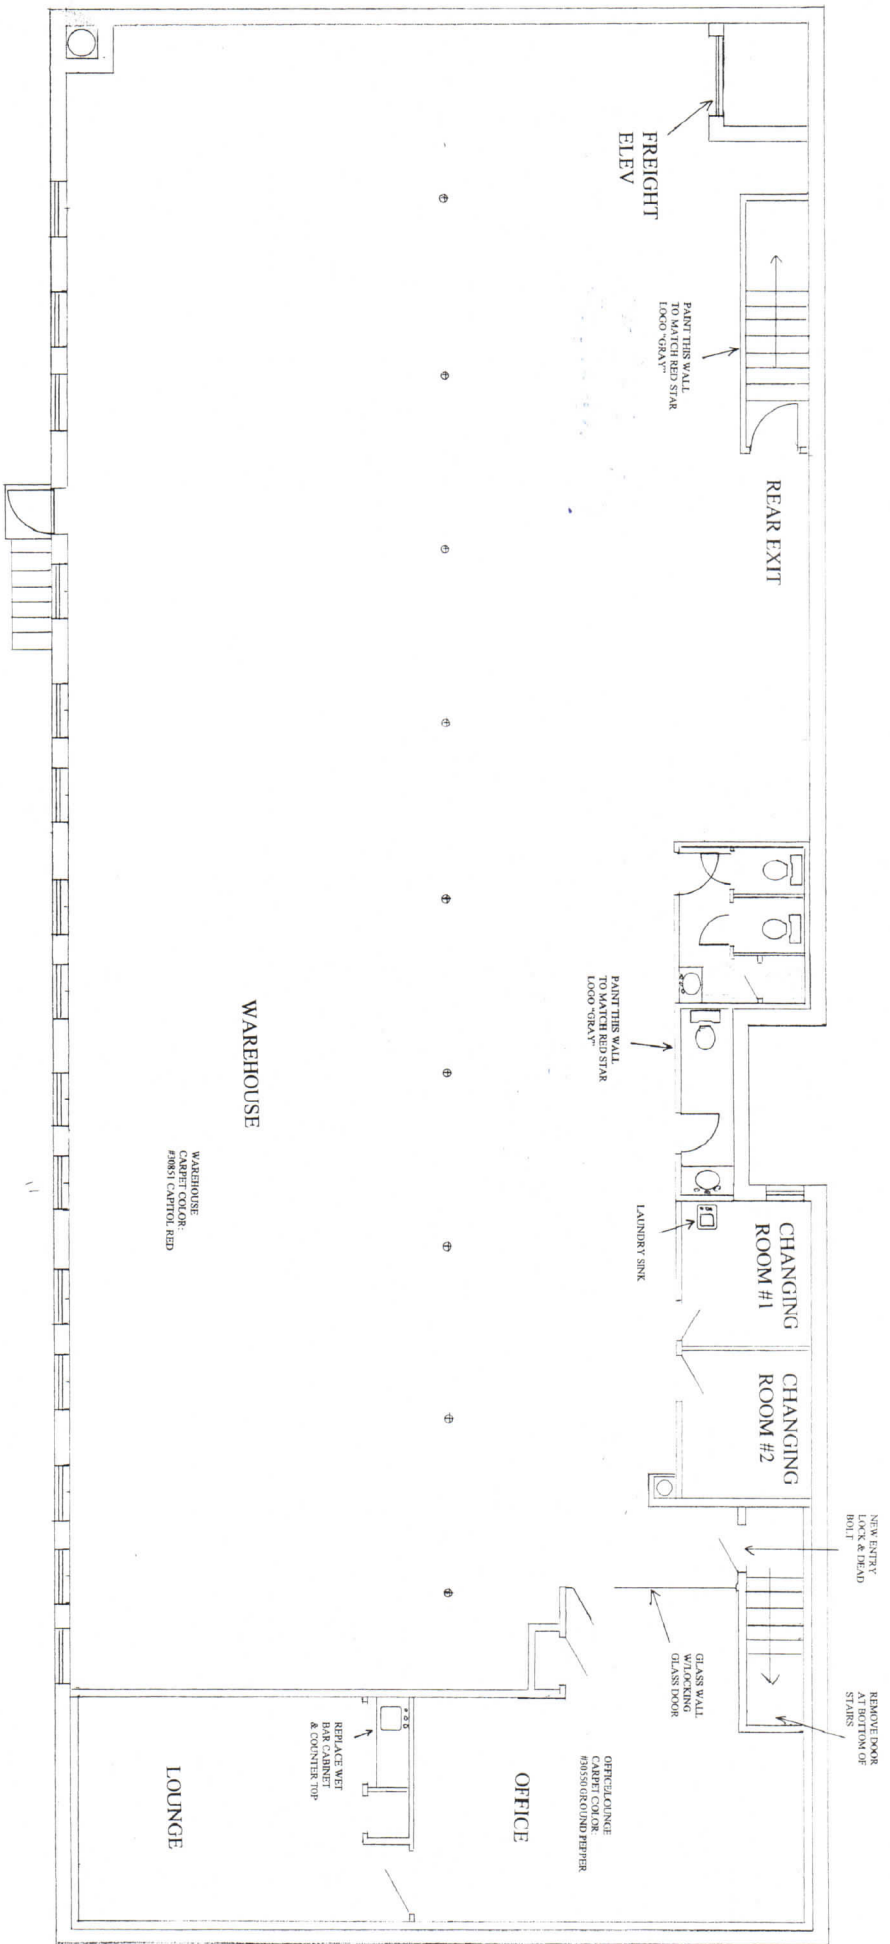 FREIGHT
ELEV
PAINT THIS WALL
TO MATCH RED STAR
LOGO "GRAY"
REAR EXIT
PAINT THIS WALL
TO MATCH RED STAR
LOGO "GRAY"
WAREHOUSE
WAREHOUSE
CARPET COLOR:
#30851 CAPITOL RED
LAUNDRY SINK
CHANGING
ROOM #1
CHANGING
ROOM #2
NEW ENTRY
LOCK & DEAD
BOLT
REMOVE DOOR
AT BOTTOM OF
STAIRS
GLASS WALL
W/LOCKING
GLASS DOOR
OFFICE/LOUNGE
CARPET COLOR:
#30550 GROUND PEPPER
OFFICE
REPLACE WET
BAR CABINET
& COUNTER TOP
LOUNGE